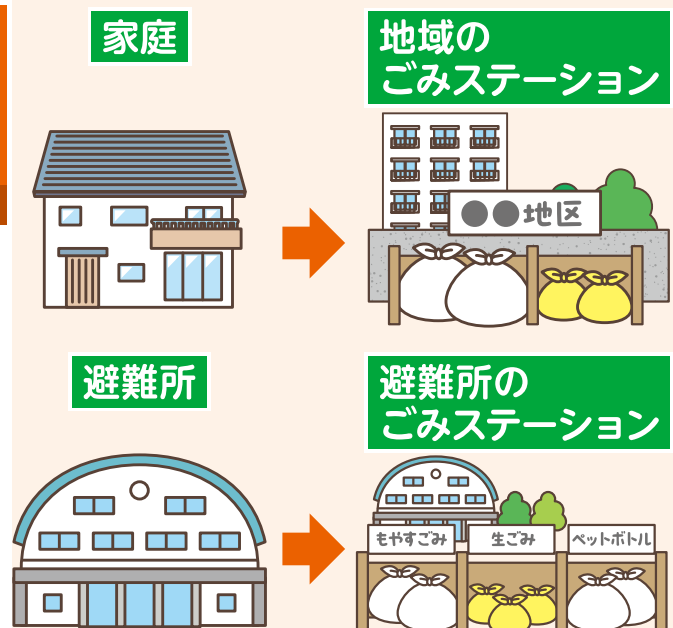 家庭
地域の
ごみステーション
●●地区
避難所
避難所の
ごみステーション
もやすごみ
生ごみ
ペットボトル